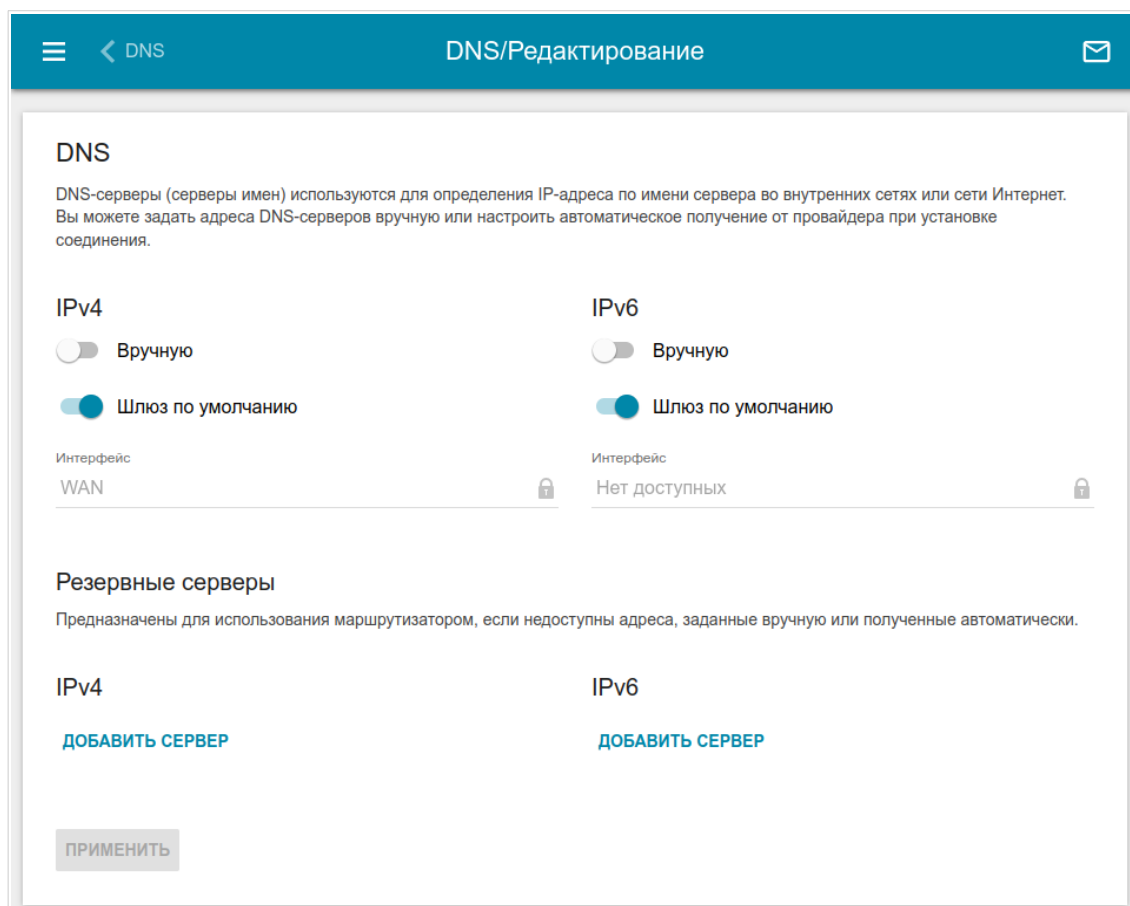 DNS
DNS/Редактирование
DNS
DNS-серверы (серверы имен) используются для определения IP-адреса по имени сервера во внутренних сетях или сети Интернет.
Вы можете задать адреса DNS-серверов вручную или настроить автоматическое получение от провайдера при установке
соединения.
IPv4
Вручную
Шлюз по умолчанию
Интерфейс
WAN
IPv6
Вручную
Шлюз по умолчанию
Интерфейс
Нет доступных
Резервные серверы
Предназначены для использования маршрутизатором, если недоступны адреса, заданные вручную или полученные автоматически.
IPv4
ДОБАВИТЬ СЕРВЕР
IPv6
ДОБАВИТЬ СЕРВЕР
ПРИМЕНИТЬ